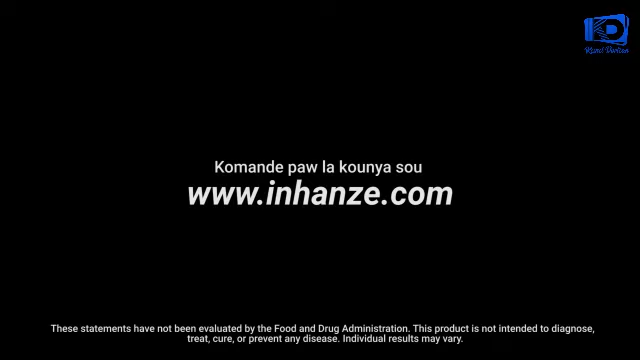 KD
Komande paw la kounya sou
www.inhanze.com
These statements have not been evaluated by the Food and Drug Administration. This product is not intended to diagnose,
treat, cure, or prevent any disease. Individual results may vary.